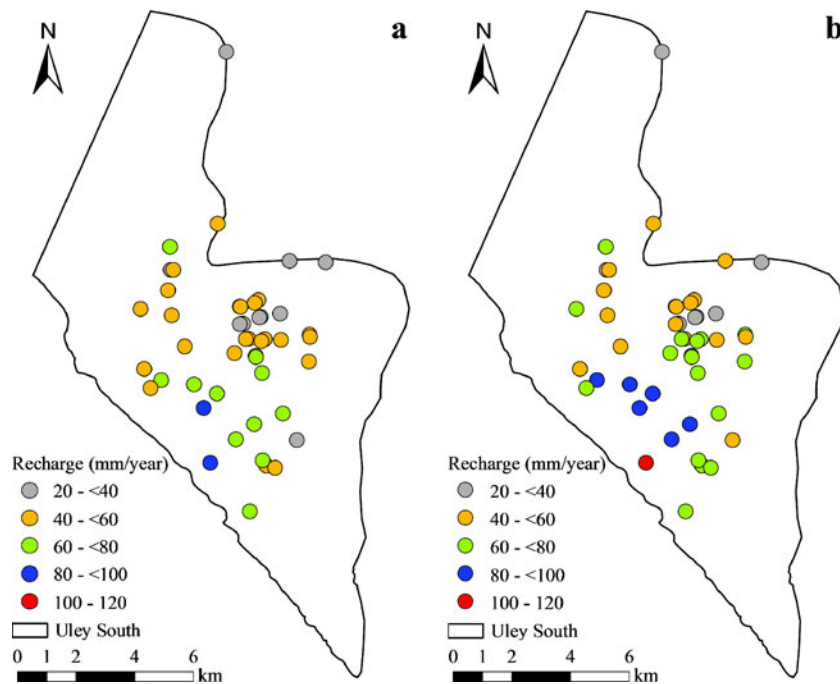 a
N
Recharge (mm/year)
20 - <40
40 - <60
60 - <80
80 - <100
100 - 120
Uley South
0 1 2 4 6
km
b
N
Recharge (mm/year)
20 - <40
40 - <60
60 - <80
80 - <100
100 - 120
Uley South
0 1 2 4 6
km